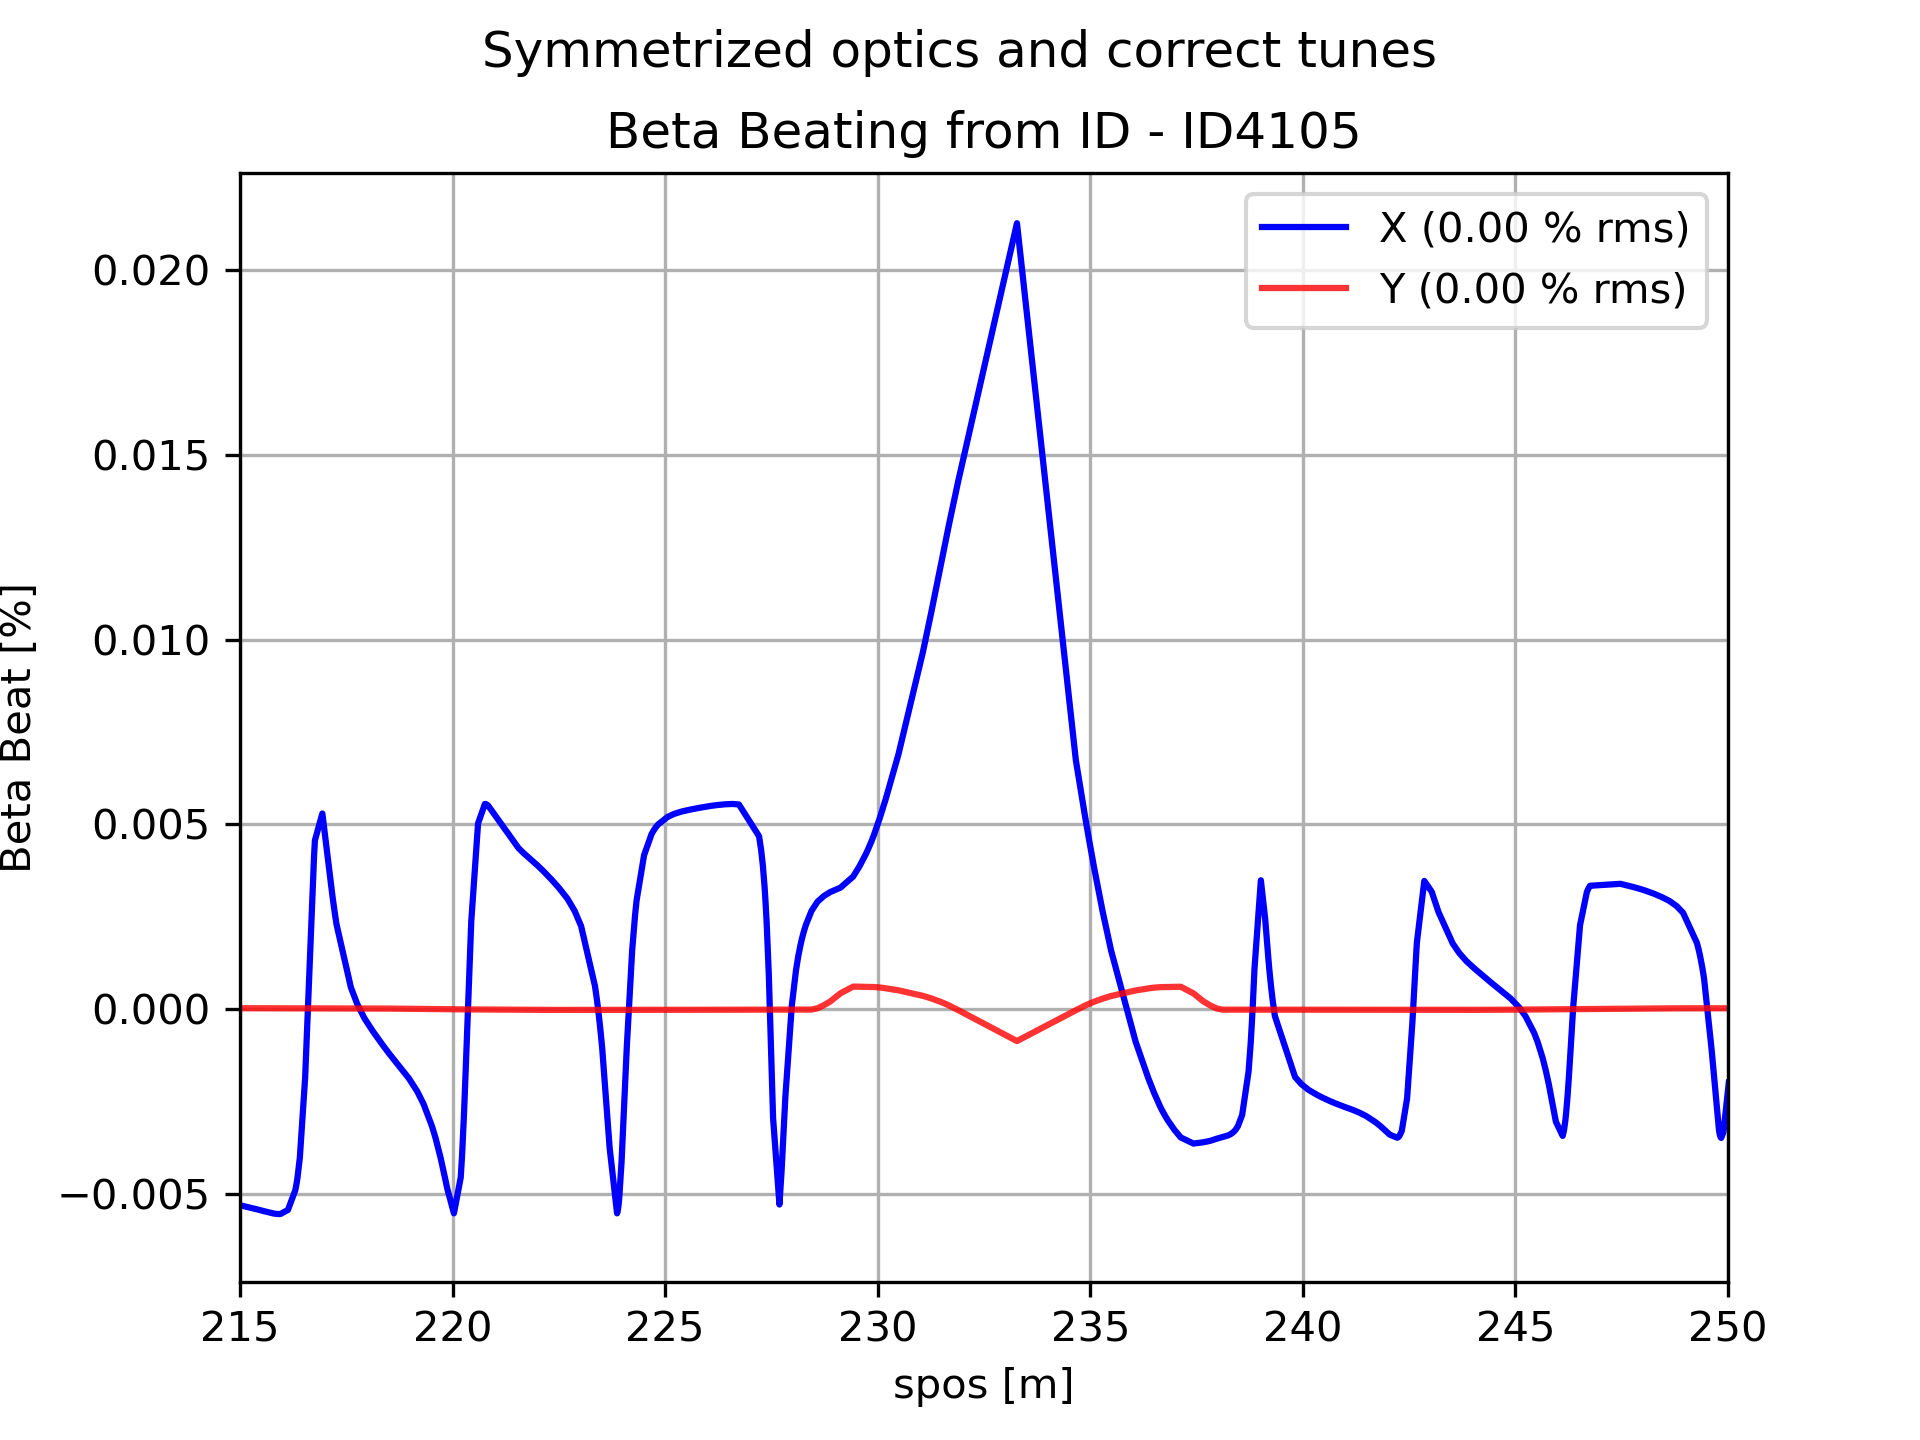 Symmetrized optics and correct tunes
Beta Beating from ID - ID4105
X (0.00 % rms)
Y (0.00 % rms)
0.020
0.015
0.010
0.005
0.000
−0.005
Beta Beat [%]
215 220 225 230 235 240 245 250
spos [m]